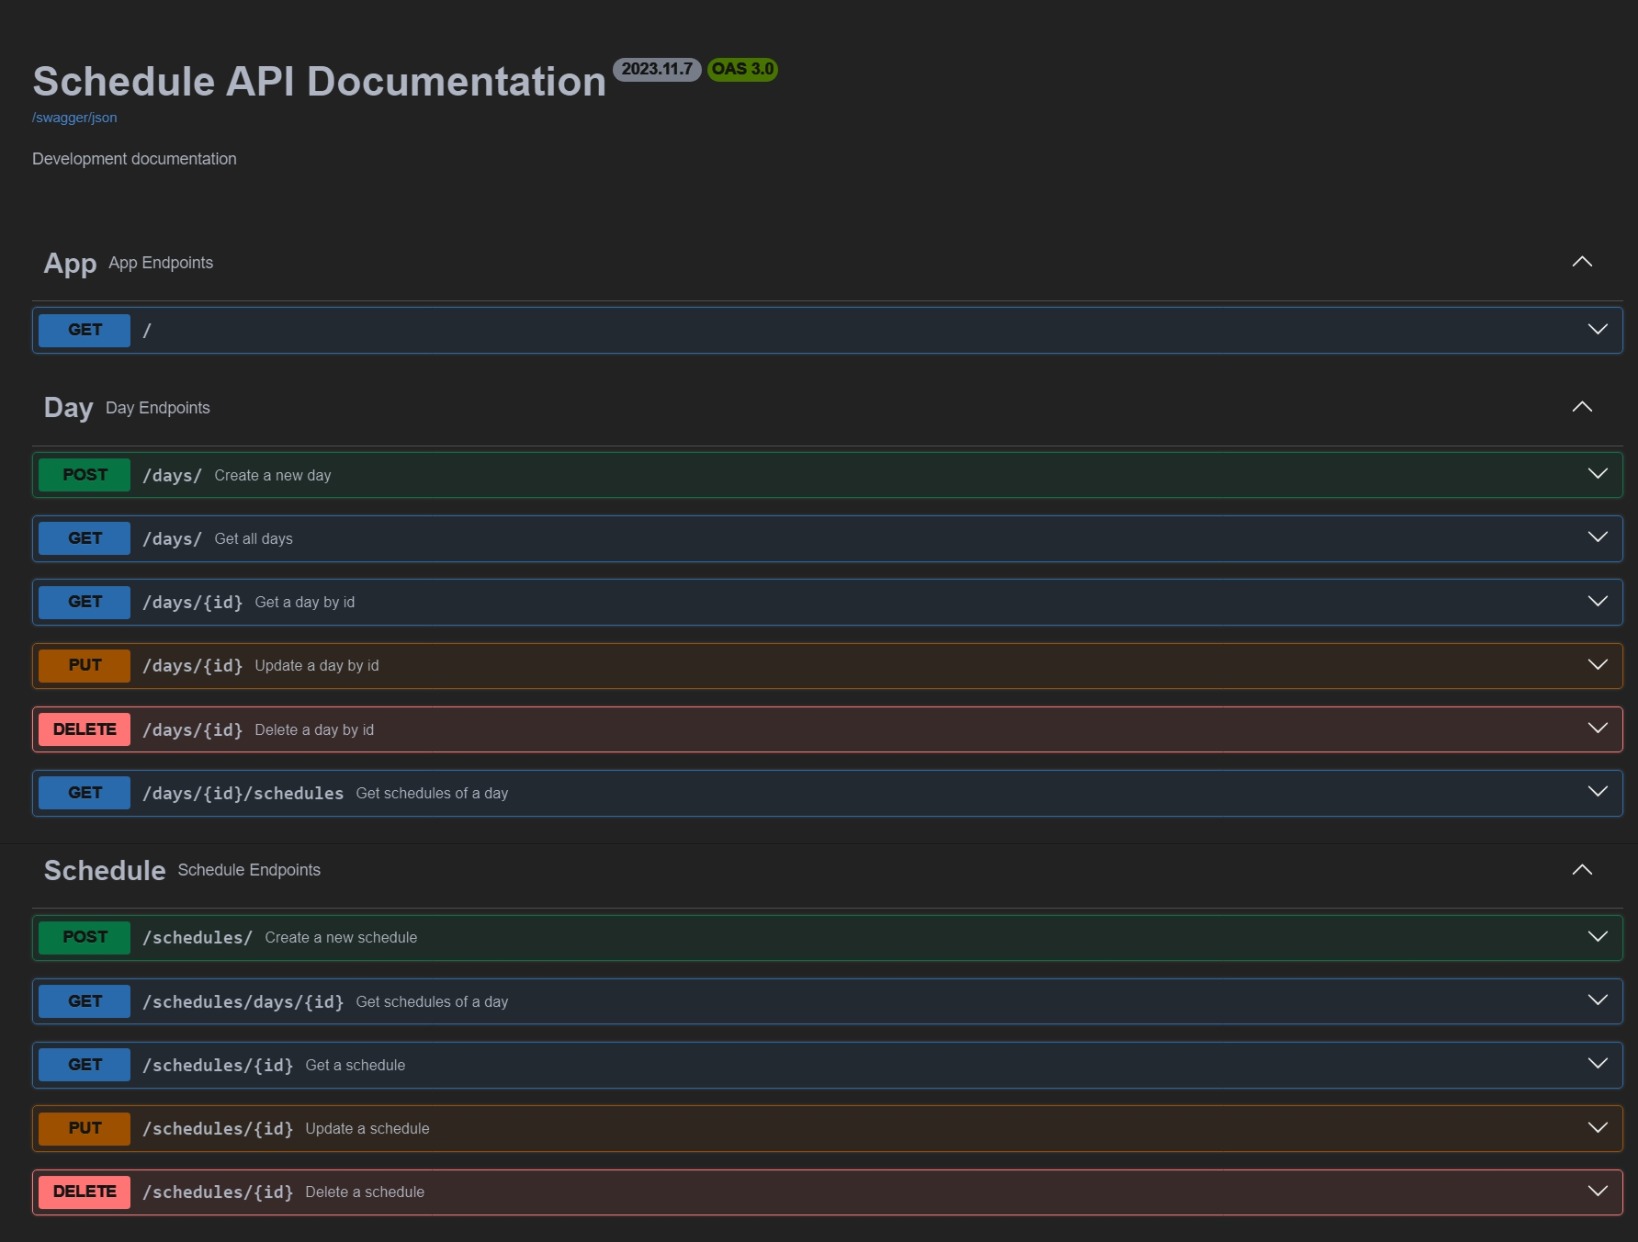 Schedule API Documentation 2023.11.7 OAS 3.0
/swagger/json
Development documentation
App App Endpoints
GET /
Day Day Endpoints
POST /days/ Create a new day
GET /days/ Get all days
GET /days/{id} Get a day by id
PUT /days/{id} Update a day by id
DELETE /days/{id} Delete a day by id
GET /days/{id}/schedules Get schedules of a day
Schedule Schedule Endpoints
POST /schedules/ Create a new schedule
GET /schedules/days/{id} Get schedules of a day
GET /schedules/{id} Get a schedule
PUT /schedules/{id} Update a schedule
DELETE /schedules/{id} Delete a schedule